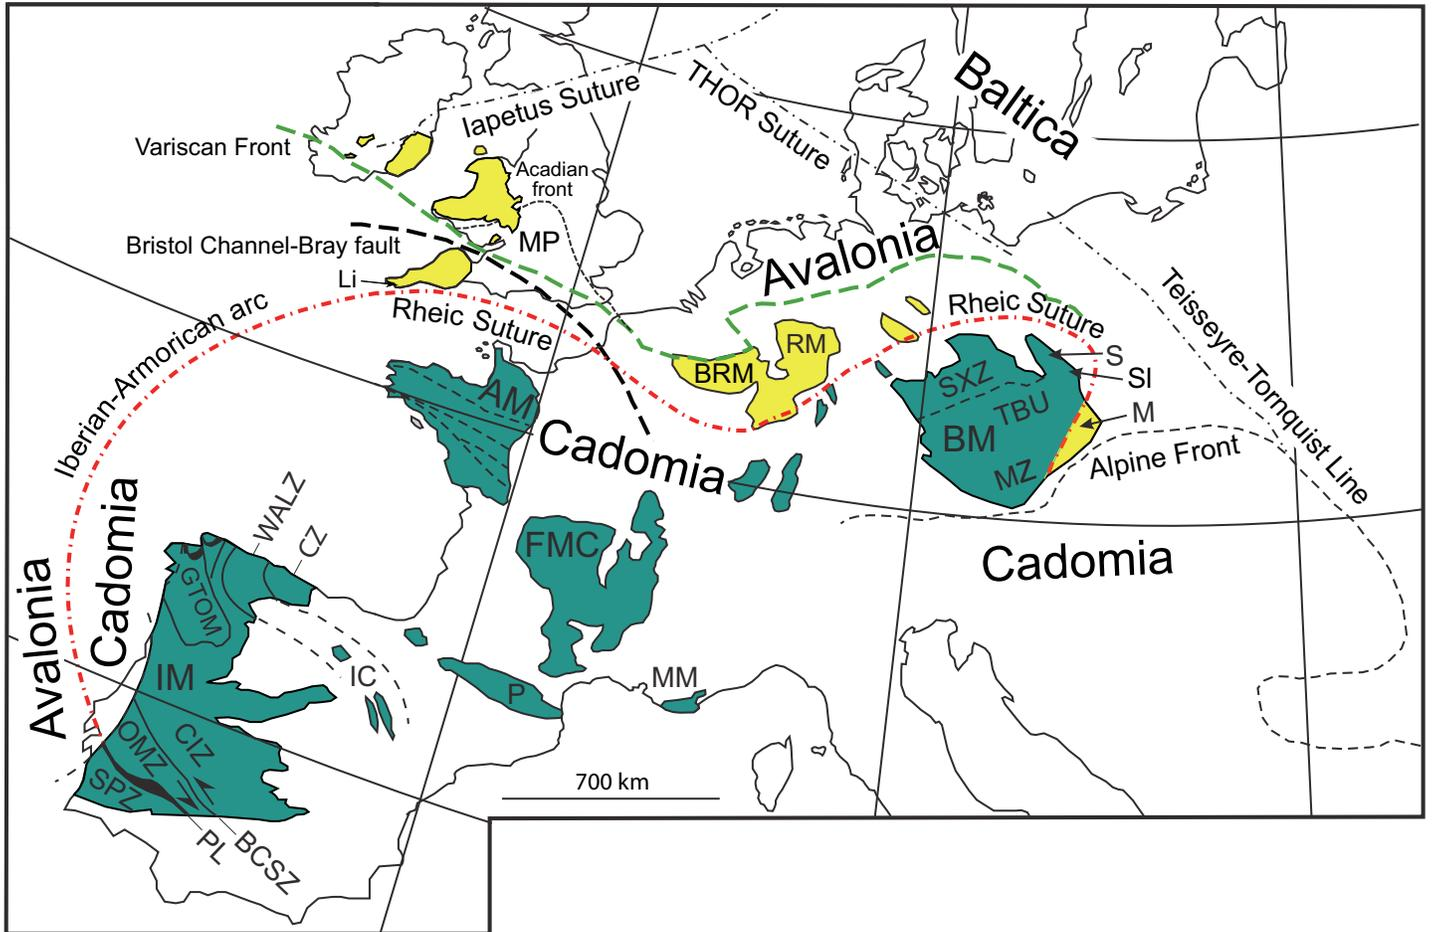 Baltica
THOR Suture
Iapetus Suture
Variscan Front
Acadian
front
MP
Bristol Channel-Bray fault
Li
Avalonia
Rheic Suture
Rheic Suture
Teisseyre-Tornquist Line
Iberian-Armorican arc
RM
BRM
S
SI
M
SXZ
TBU
BM
MZ
Alpine Front
AM
Cadomia
Cadomia
Cadomia
Avalonia
WALZ
CZ
GTOM
FMC
IM
IC
P
MM
OMZ
CIZ
SPZ
PL
BCSZ
700 km